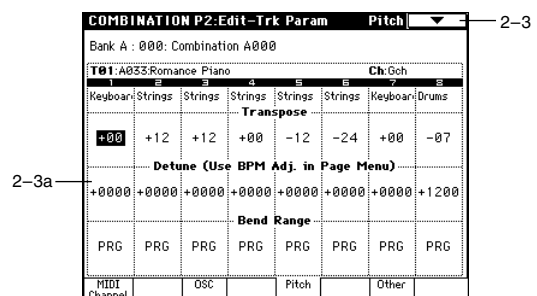 COMBINATION P2:Edit-Trk Param Pitch
2–3
Bank A : 000: Combination A000
T01:A033:Romance Piano Ch:Gch
1 2 3 4 5 6 7 8
Keyboar Strings Strings Strings Strings Strings Keyboar Drums
Transpose
+00 +12 +12 +00 -12 -24 +00 -07
Detune (Use BPM Adj. in Page Menu)
2–3a
+0000 +0000 +0000 +0000 +0000 +0000 +0000 +1200
Bend Range
PRG PRG PRG PRG PRG PRG PRG PRG
MIDI Channel OSC Pitch Other